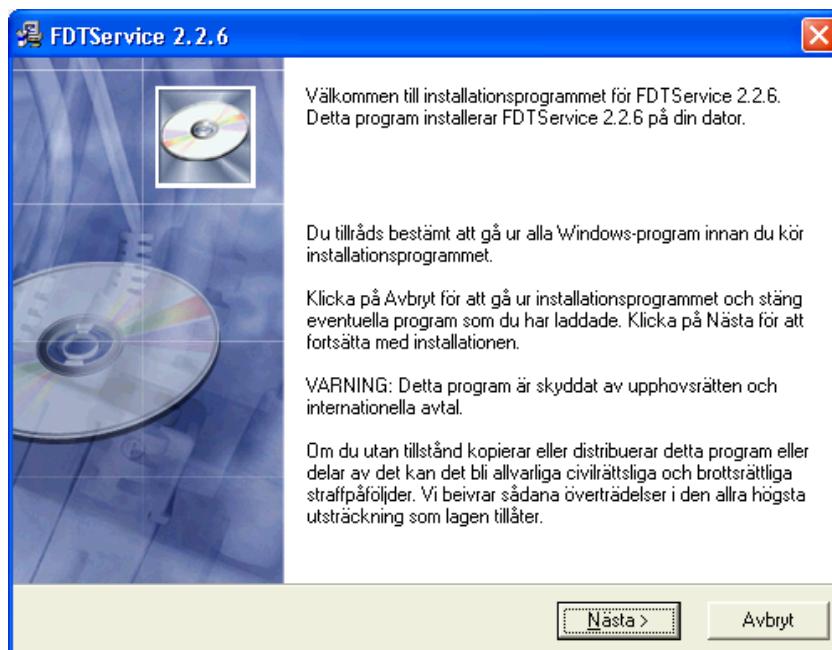 FDTService 2.2.6
Välkommen till installationsprogrammet för FDTService 2.2.6.
Detta program installerar FDTService 2.2.6 på din dator.
Du tillråds bestämt att gå ur alla Windows-program innan du kör
installationsprogrammet.
Klicka på Avbryt för att gå ur installationsprogrammet och stäng
eventuella program som du har laddade. Klicka på Nästa för att
fortsätta med installationen.
VARNING: Detta program är skyddat av upphovsrätten och
internationella avtal.
Om du utan tillstånd kopierar eller distribuerar detta program eller
delar av det kan det bli allvarliga civilrättsliga och brottsrättliga
straffpåföljder. Vi beivrar sådana överträdelser i den allra högsta
utsträckning som lagen tillåter.
Nästa >
Avbryt